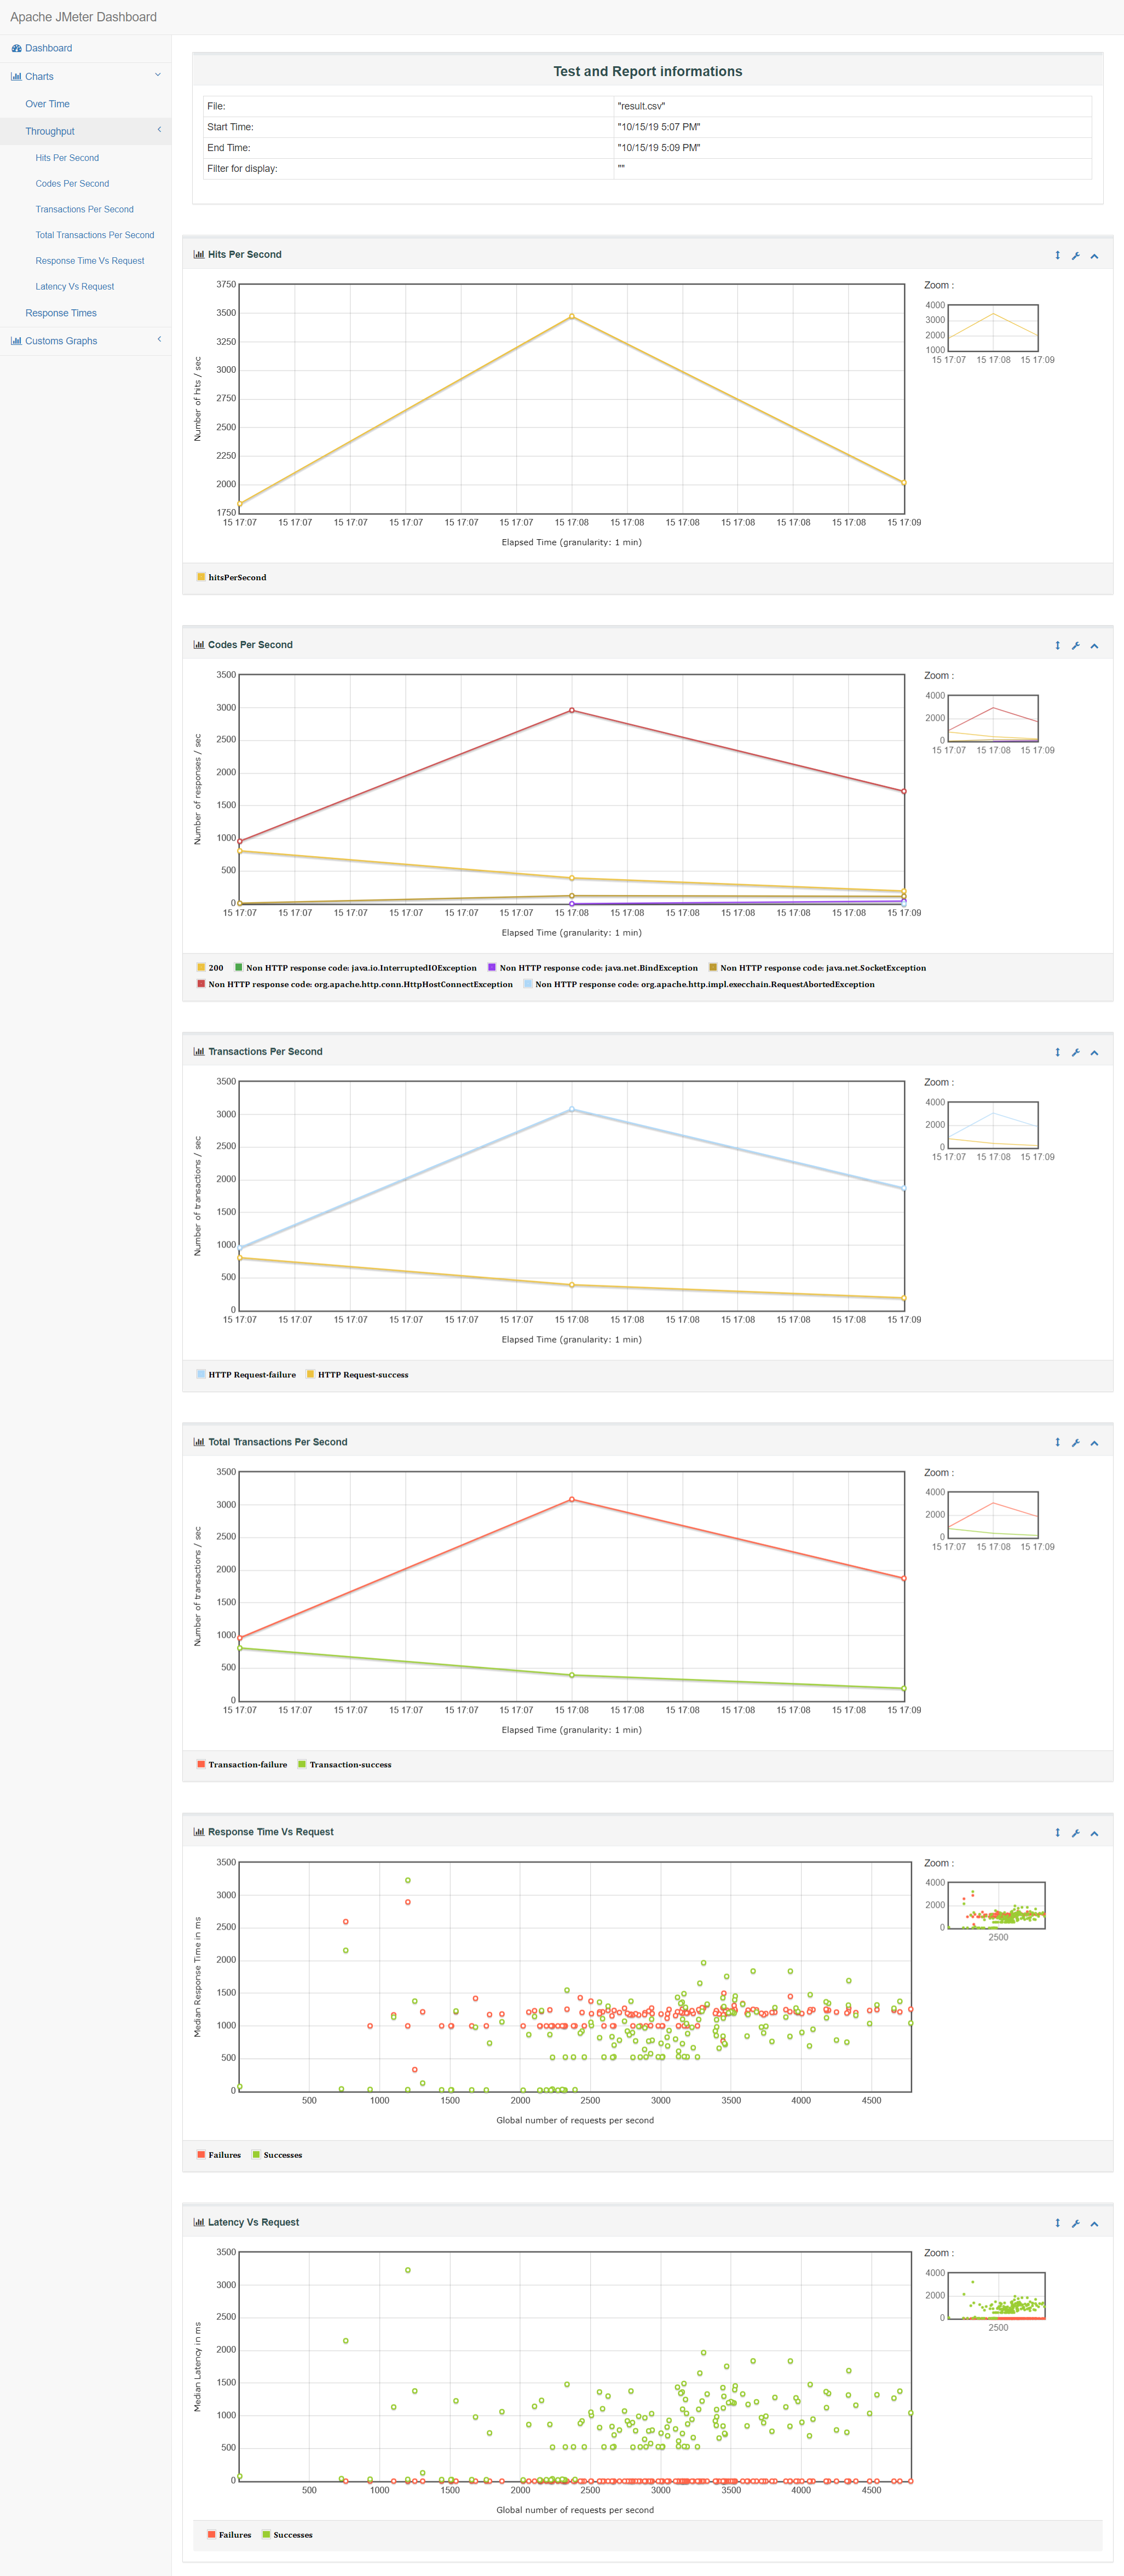 Apache JMeter Dashboard
Dashboard
Charts
Over Time
Throughput
Hits Per Second
Codes Per Second
Transactions Per Second
Total Transactions Per Second
Response Time Vs Request
Latency Vs Request
Response Times
Customs Graphs
Test and Report informations
File: "result.csv"
Start Time: "10/15/19 5:07 PM"
End Time: "10/15/19 5:09 PM"
Filter for display: ""
Hits Per Second
Number of hits / sec
3750
3500
3250
3000
2750
2500
2250
2000
1750
15 17:07 15 17:07 15 17:07 15 17:07 15 17:07 15 17:07 15 17:08 15 17:08 15 17:08 15 17:08 15 17:08 15 17:08 15 17:09
Elapsed Time (granularity: 1 min)
Zoom :
4000
3000
2000
1000
15 17:07 15 17:08 15 17:09
hitsPerSecond
Codes Per Second
Number of responses / sec
3500
3000
2500
2000
1500
1000
500
0
15 17:07 15 17:07 15 17:07 15 17:07 15 17:07 15 17:07 15 17:08 15 17:08 15 17:08 15 17:08 15 17:08 15 17:08 15 17:09
Elapsed Time (granularity: 1 min)
Zoom :
4000
2000
0
15 17:07 15 17:08 15 17:09
200 Non HTTP response code: java.io.InterruptedIOException Non HTTP response code: java.net.BindException Non HTTP response code: java.net.SocketException
Non HTTP response code: org.apache.http.conn.HttpHostConnectException Non HTTP response code: org.apache.http.impl.execchain.RequestAbortedException
Transactions Per Second
Number of transactions / sec
3500
3000
2500
2000
1500
1000
500
0
15 17:07 15 17:07 15 17:07 15 17:07 15 17:07 15 17:07 15 17:08 15 17:08 15 17:08 15 17:08 15 17:08 15 17:08 15 17:09
Elapsed Time (granularity: 1 min)
Zoom :
4000
2000
0
15 17:07 15 17:08 15 17:09
HTTP Request-failure HTTP Request-success
Total Transactions Per Second
Number of transactions / sec
3500
3000
2500
2000
1500
1000
500
0
15 17:07 15 17:07 15 17:07 15 17:07 15 17:07 15 17:07 15 17:08 15 17:08 15 17:08 15 17:08 15 17:08 15 17:08 15 17:09
Elapsed Time (granularity: 1 min)
Zoom :
4000
2000
0
15 17:07 15 17:08 15 17:09
Transaction-failure Transaction-success
Response Time Vs Request
Median Response Time in ms
3500
3000
2500
2000
1500
1000
500
0
500 1000 1500 2000 2500 3000 3500 4000 4500
Global number of requests per second
Zoom :
4000
2000
0
2500
Failures Successes
Latency Vs Request
Median Latency in ms
3500
3000
2500
2000
1500
1000
500
0
500 1000 1500 2000 2500 3000 3500 4000 4500
Global number of requests per second
Zoom :
4000
2000
0
2500
Failures Successes